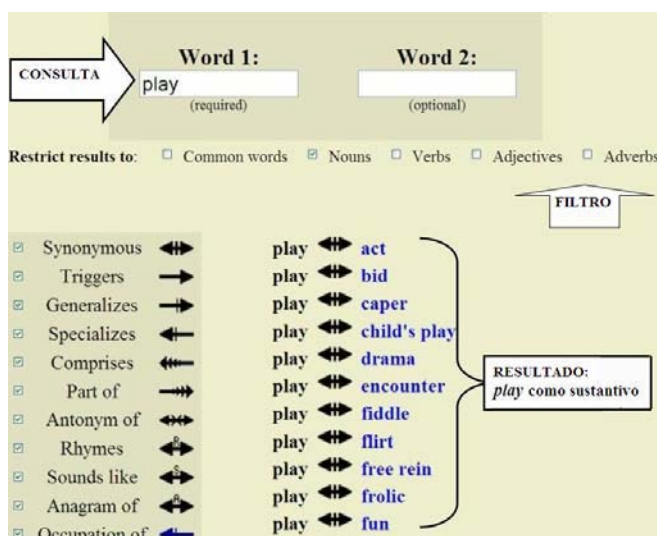 Word 1: Word 2:
CONSULTA
play
(required) (optional)
Restrict results to: Common words Nouns Verbs Adjectives Adverbs
FILTRO
Synonymous play act
Triggers play bid
Generalizes play caper
Specializes play child's play
Comprises play drama
Part of play encounter
Antonym of play fiddle
Rhymes R play flirt
Sounds like S play free rein
Anagram of A play frolic
Occupation of play fun
RESULTADO:
play como sustantivo